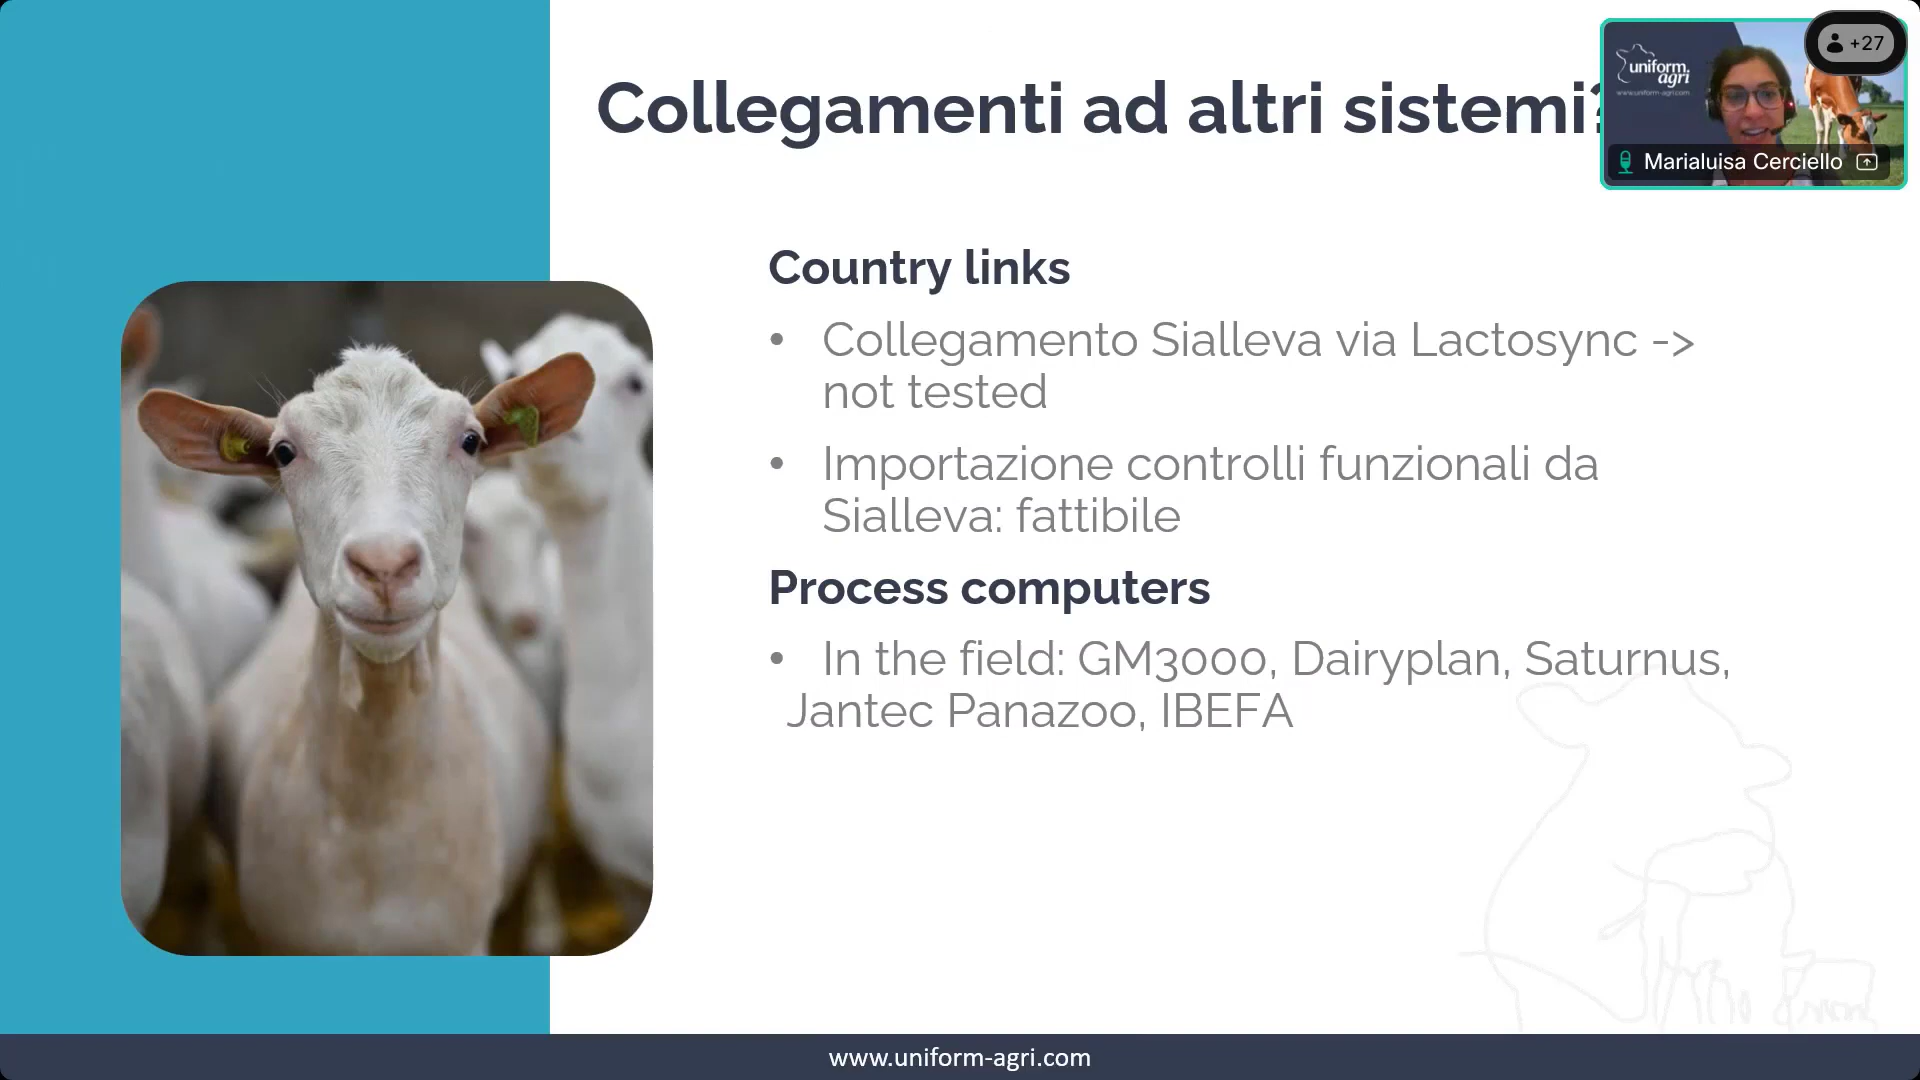 Collegamenti ad altri sistemi?
+27
uniform.
agri
www.uniform-agri.com
Marialuisa Cerciello
Country links
• Collegamento Sialleva via Lactosync ->
not tested
• Importazione controlli funzionali da
Sialleva: fattibile
Process computers
• In the field: GM3000, Dairyplan, Saturnus,
Jantec Panazoo, IBEFA
www.uniform-agri.com